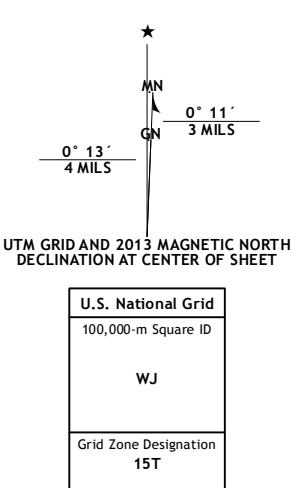 ★
MN
0° 11´
3 MILS
GN
0° 13´
4 MILS
UTM GRID AND 2013 MAGNETIC NORTH
DECLINATION AT CENTER OF SHEET
U.S. National Grid
100,000-m Square ID
WJ
Grid Zone Designation
15T